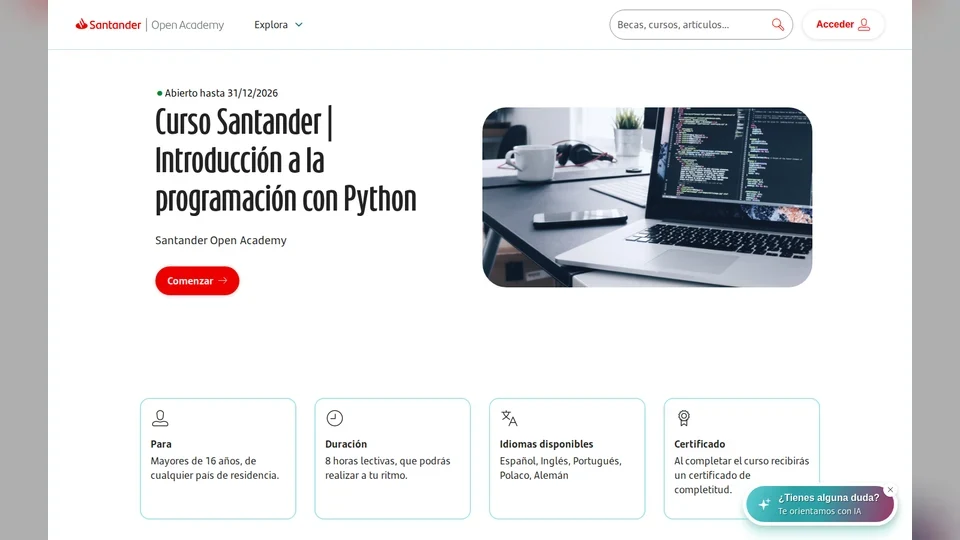 Santander | Open Academy
Explora
Becas, cursos, artículos...
Acceder
Abierto hasta 31/12/2026
Curso Santander |
Introducción a la
programación con Python
Santander Open Academy
Comenzar →
Para
Mayores de 16 años, de
cualquier país de residencia.
Duración
8 horas lectivas, que podrás
realizar a tu ritmo.
Idiomas disponibles
Español, Inglés, Portugués,
Polaco, Alemán
Certificado
Al completar el curso recibirás
un certificado de
completitud.
¿Tienes alguna duda?
Te orientamos con IA